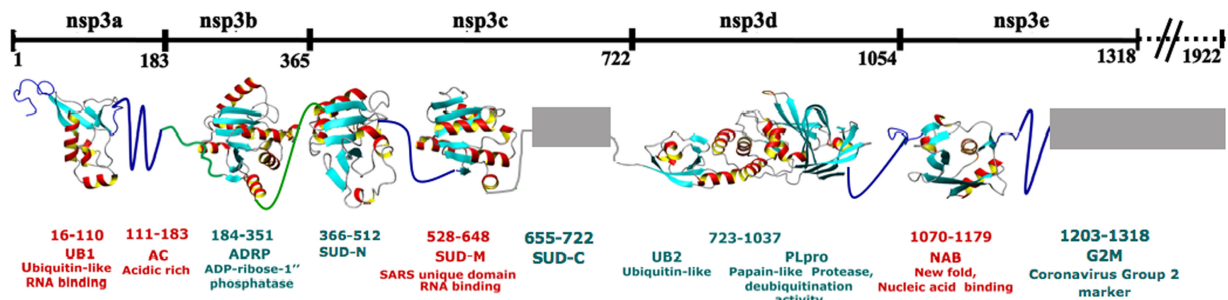 nsp3a nsp3b nsp3c nsp3d nsp3e
1 183 365 722 1054 1318 1922
16-110
UB1
Ubiquitin-like
RNA binding
111-183
AC
Acidic rich
184-351
ADRP
ADP-ribose-1’’
phosphatase
366-512
SUD-N
528-648
SUD-M
SARS unique domain
RNA binding
655-722
SUD-C
723-1037
UB2
Ubiquitin-like
PLpro
Papain-like Protease,
deubiquitination
activity
1070-1179
NAB
New fold,
Nucleic acid binding
1203-1318
G2M
Coronavirus Group 2
marker